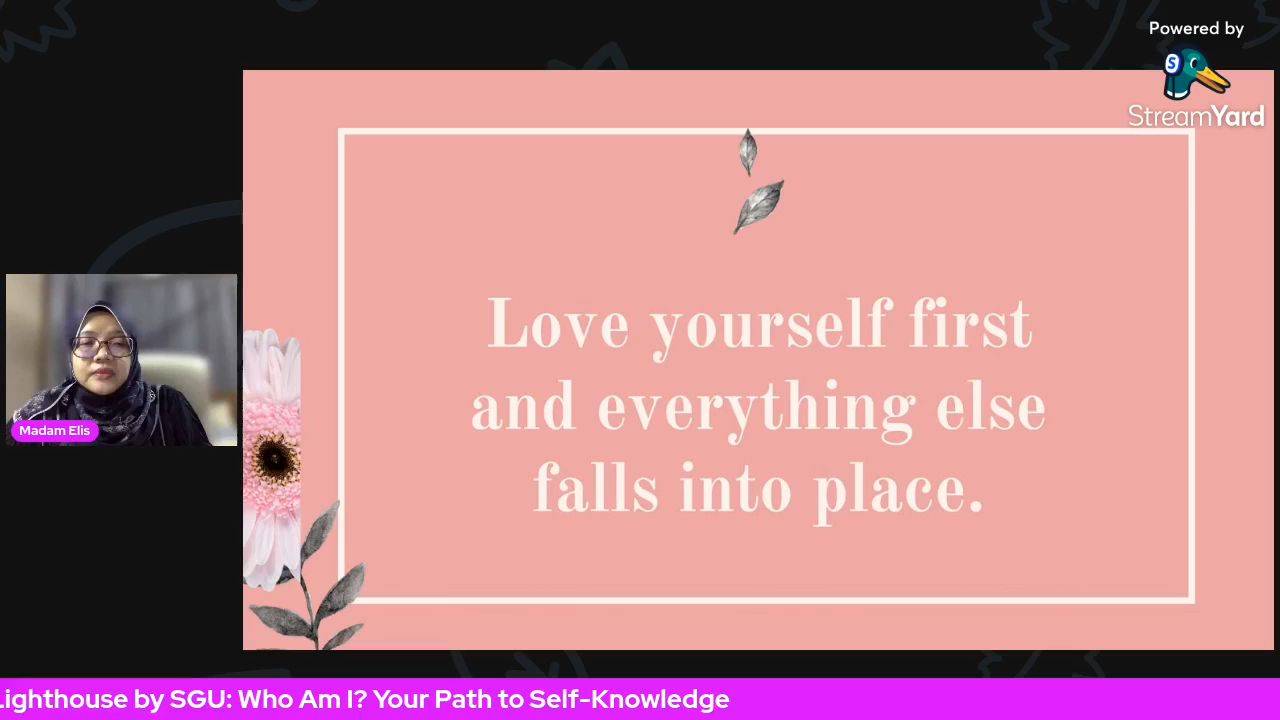 Powered by
S
StreamYard
Love yourself first
and everything else
falls into place.
Madam Elis
Lighthouse by SGU: Who Am I? Your Path to Self-Knowledge